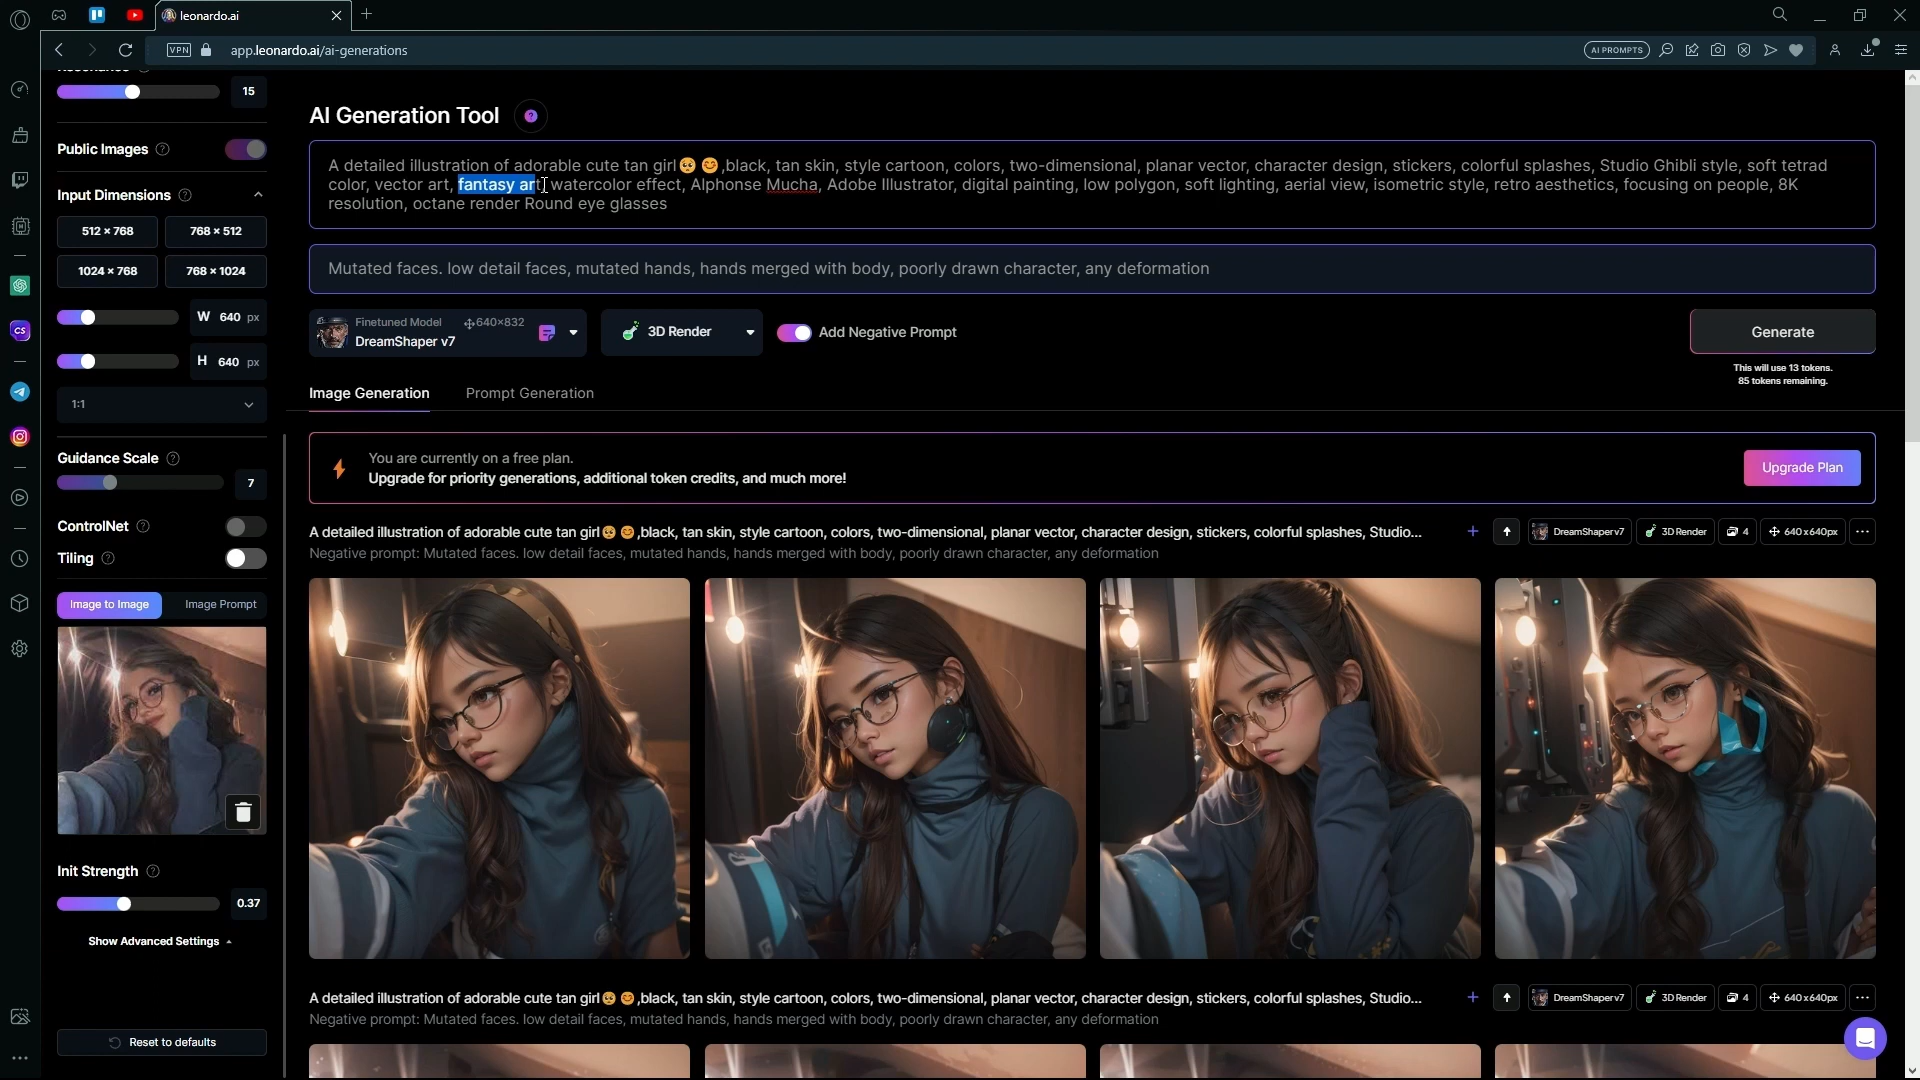 leonardo.ai
VPN
app.leonardo.ai/ai-generations
AI PROMPTS
15
Public Images
Input Dimensions
512 × 768
768 × 512
1024 × 768
768 × 1024
W 640 px
H 640 px
1:1
Guidance Scale
7
ControlNet
Tiling
Image to Image
Image Prompt
Init Strength
0.37
Show Advanced Settings
Reset to defaults
CS
AI Generation Tool
A detailed illustration of adorable cute tan girl🥺 😊,black, tan skin, style cartoon, colors, two-dimensional, planar vector, character design, stickers, colorful splashes, Studio Ghibli style, soft tetrad
color, vector art, fantasy art, watercolor effect, Alphonse Mucha, Adobe Illustrator, digital painting, low polygon, soft lighting, aerial view, isometric style, retro aesthetics, focusing on people, 8K
resolution, octane render Round eye glasses
Mutated faces. low detail faces, mutated hands, hands merged with body, poorly drawn character, any deformation
Finetuned Model
640×832
DreamShaper v7
3D Render
Add Negative Prompt
Generate
This will use 13 tokens.
85 tokens remaining.
Image Generation
Prompt Generation
You are currently on a free plan.
Upgrade for priority generations, additional token credits, and much more!
Upgrade Plan
A detailed illustration of adorable cute tan girl🥺 😊,black, tan skin, style cartoon, colors, two-dimensional, planar vector, character design, stickers, colorful splashes, Studio...
Negative prompt: Mutated faces. low detail faces, mutated hands, hands merged with body, poorly drawn character, any deformation
DreamShaper v7
3D Render
4
640x640px
A detailed illustration of adorable cute tan girl🥺 😊,black, tan skin, style cartoon, colors, two-dimensional, planar vector, character design, stickers, colorful splashes, Studio...
Negative prompt: Mutated faces. low detail faces, mutated hands, hands merged with body, poorly drawn character, any deformation
DreamShaper v7
3D Render
4
640x640px